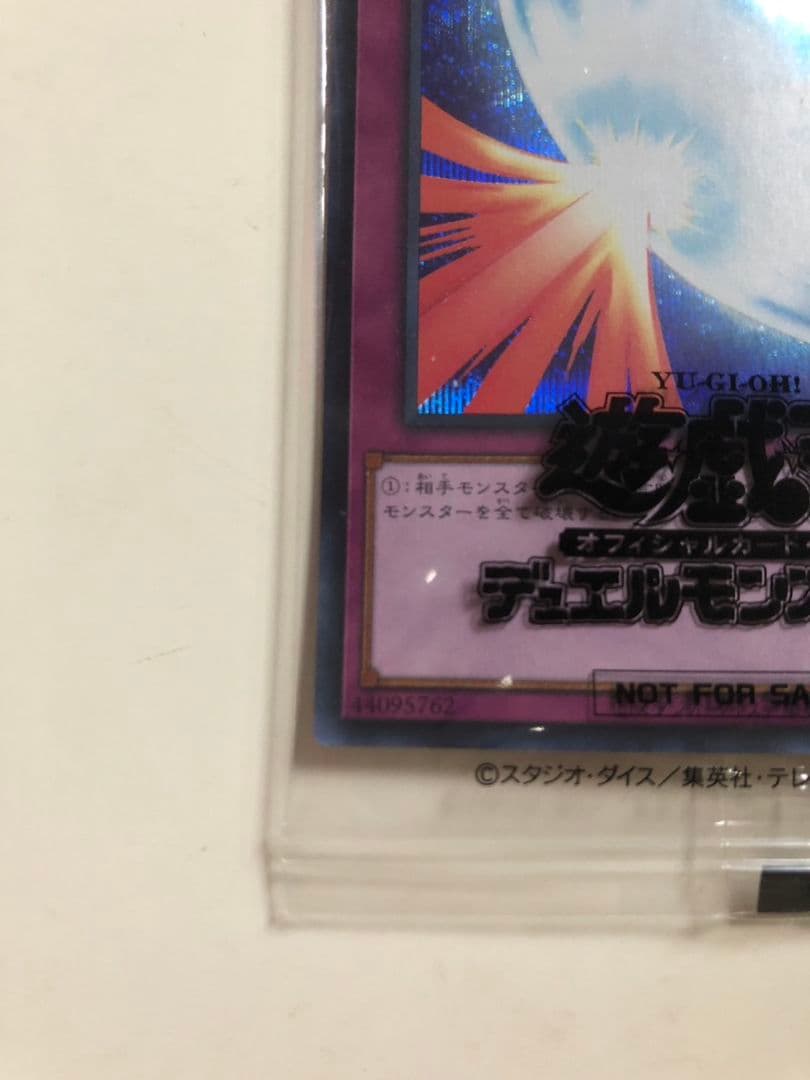 YU-GI-OH!
遊戯
①：相手モンスタ
モンスターを全て破壊す
オフィシャルカード
デュエルモン
NOT FOR SA
44095762
©スタジオ・ダイス／集英社・テレ